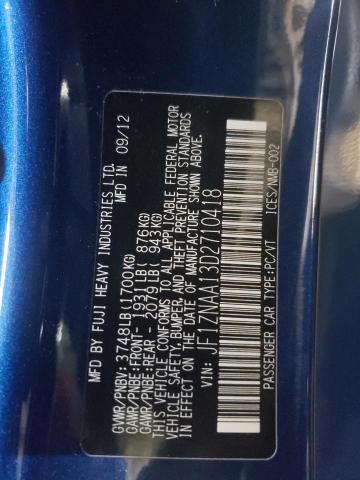 MFD BY FUJI HEAVY INDUSTRIES LTD.
MFD IN 09/12
GVWR/PNBV: 3748LB(1700KG)
GAWR/PNBE:FRONT- 1931LB( 876KG)
GAWR/PNBE:REAR - 2079LB( 943KG)
THIS VEHICLE CONFORMS TO ALL APPLICABLE FEDERAL MOTOR
VEHICLE SAFETY,BUMPER, AND THEFT PREVENTION STANDARDS
IN EFFECT ON THE DATE OF MANUFACTURE SHOWN ABOVE.
VIN: JF1ZNAA13D2710418
PASSENGER CAR TYPE:PC/VT ICES/NMB-002